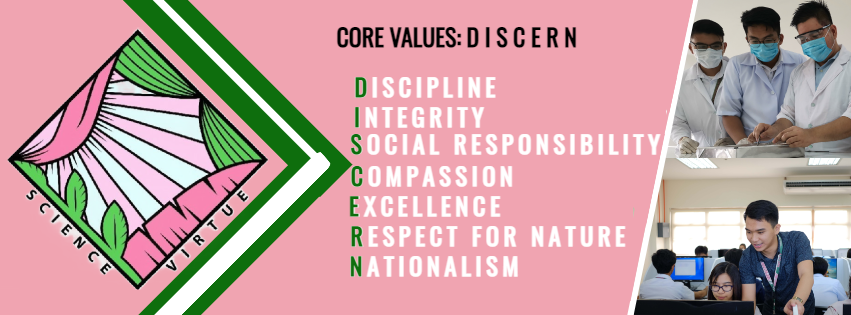 CORE VALUES: D I S C E R N
DISCIPLINE
INTEGRITY
SOCIAL RESPONSIBILITY
COMPASSION
EXCELLENCE
RESPECT FOR NATURE
NATIONALISM
SCIENCE
VIRTUE